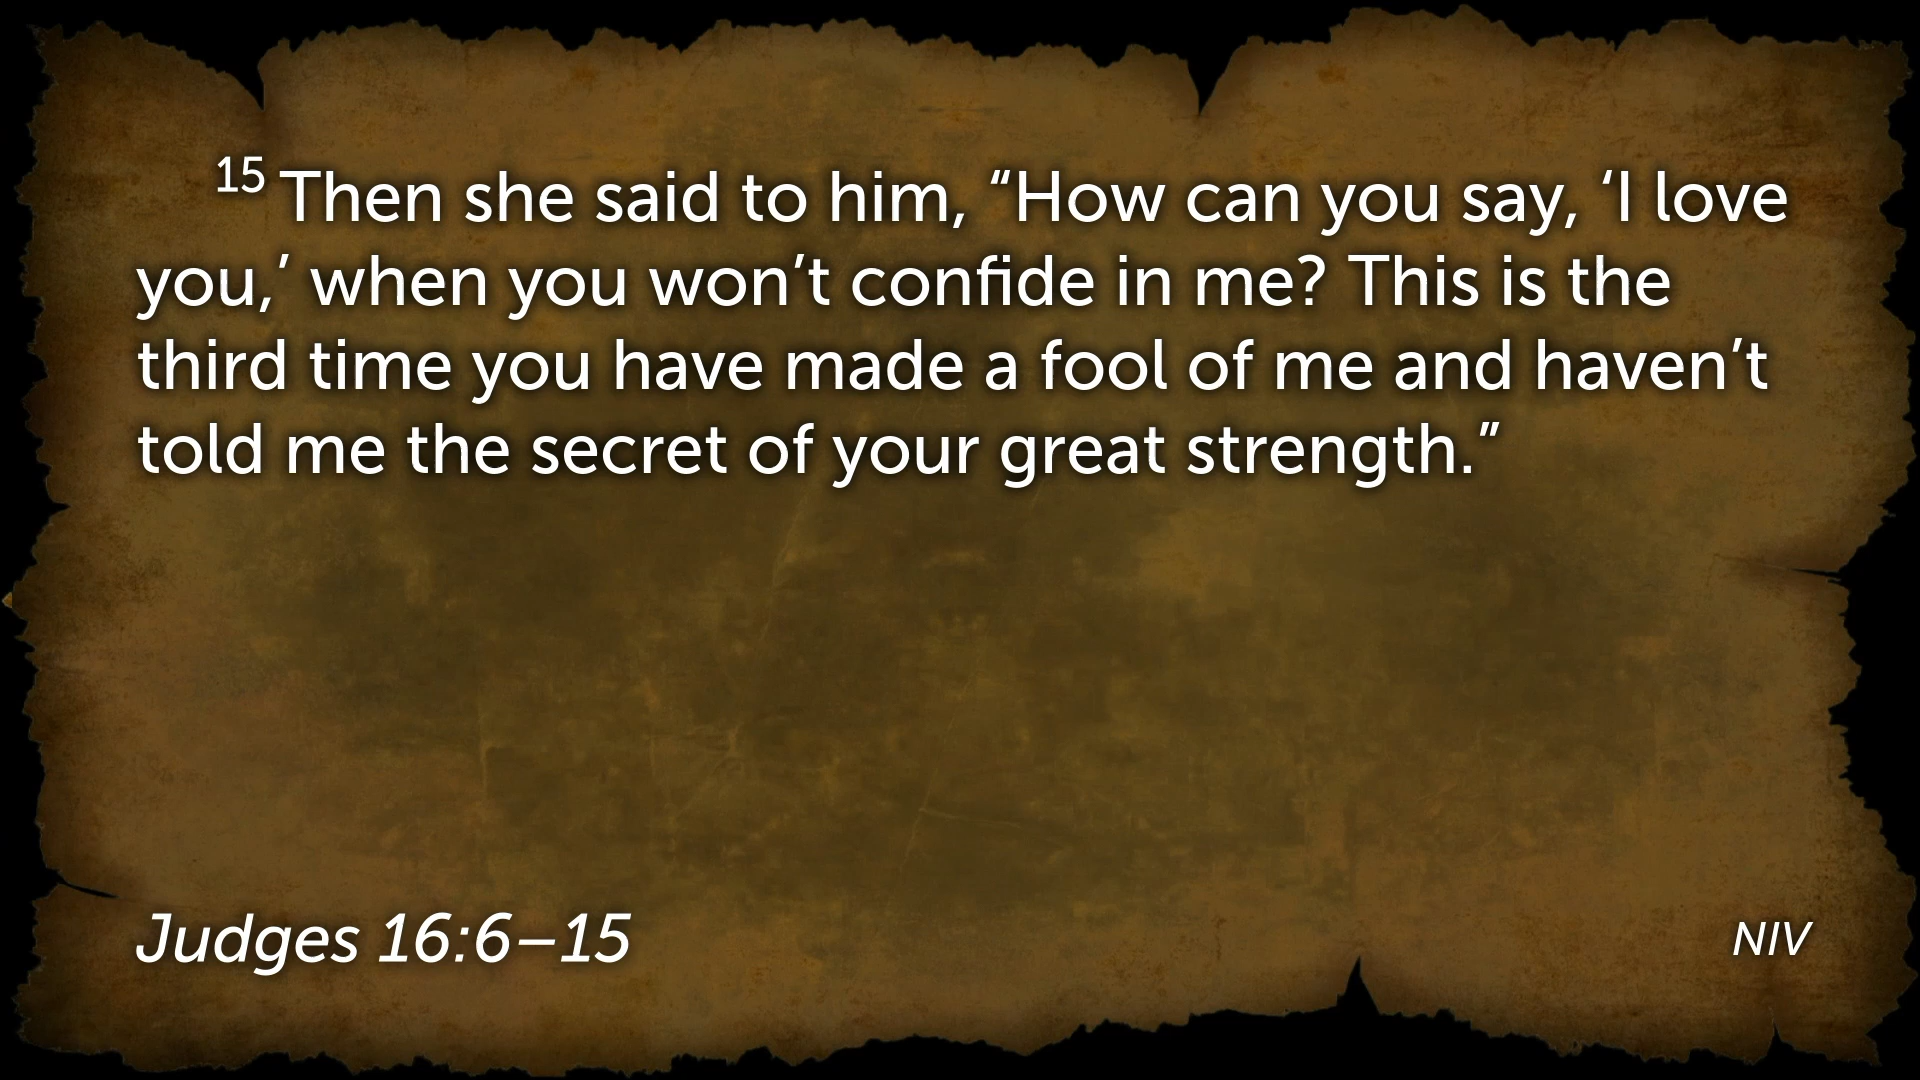 15 Then she said to him, “How can you say, ‘I love
you,’ when you won’t confide in me? This is the
third time you have made a fool of me and haven’t
told me the secret of your great strength.”
Judges 16:6–15
NIV